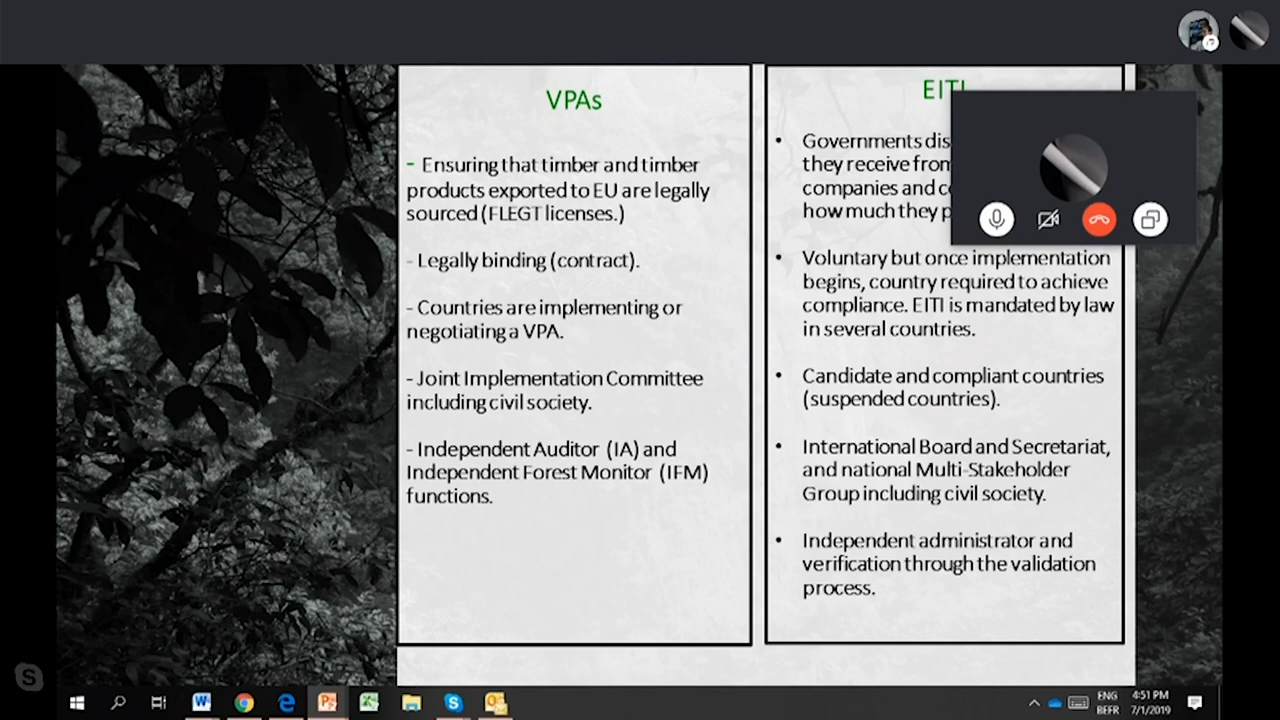 VPAs
- Ensuring that timber and timber
products exported to EU are legally
sourced (FLEGT licenses.)
- Legally binding (contract).
- Countries are implementing or
negotiating a VPA.
- Joint Implementation Committee
including civil society.
- Independent Auditor (IA) and
Independent Forest Monitor (IFM)
functions.
EITI
• Governments
they receive from
companies and
how much they
• Voluntary but once implementation
begins, country required to achieve
compliance. EITI is mandated by law
in several countries.
• Candidate and compliant countries
(suspended countries).
• International Board and Secretariat,
and national Multi-Stakeholder
Group including civil society.
• Independent administrator and
verification through the validation
process.
ENG
BEFR
4:51 PM
7/1/2019